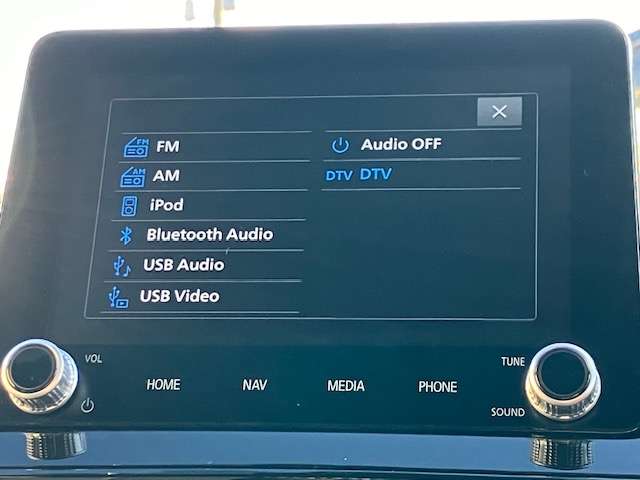 FM
AM
iPod
Bluetooth Audio
USB Audio
USB Video
Audio OFF
DTV DTV
VOL
HOME
NAV
MEDIA
PHONE
TUNE
SOUND